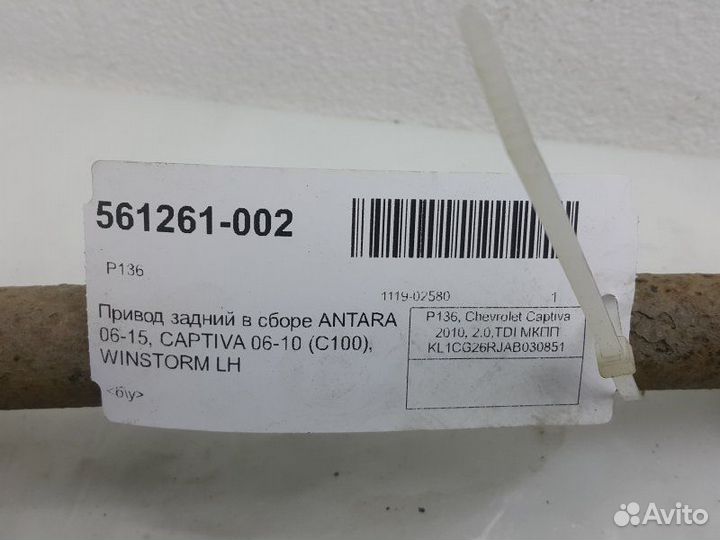 561261-002
P136
1119-02580 1
Привод задний в сборе ANTARA
06-15, CAPTIVA 06-10 (C100),
WINSTORM LH
<б\у>
P136, Chevrolet Captiva
2010, 2.0,TDI МКПП
KL1CG26RJAB030851
Avito